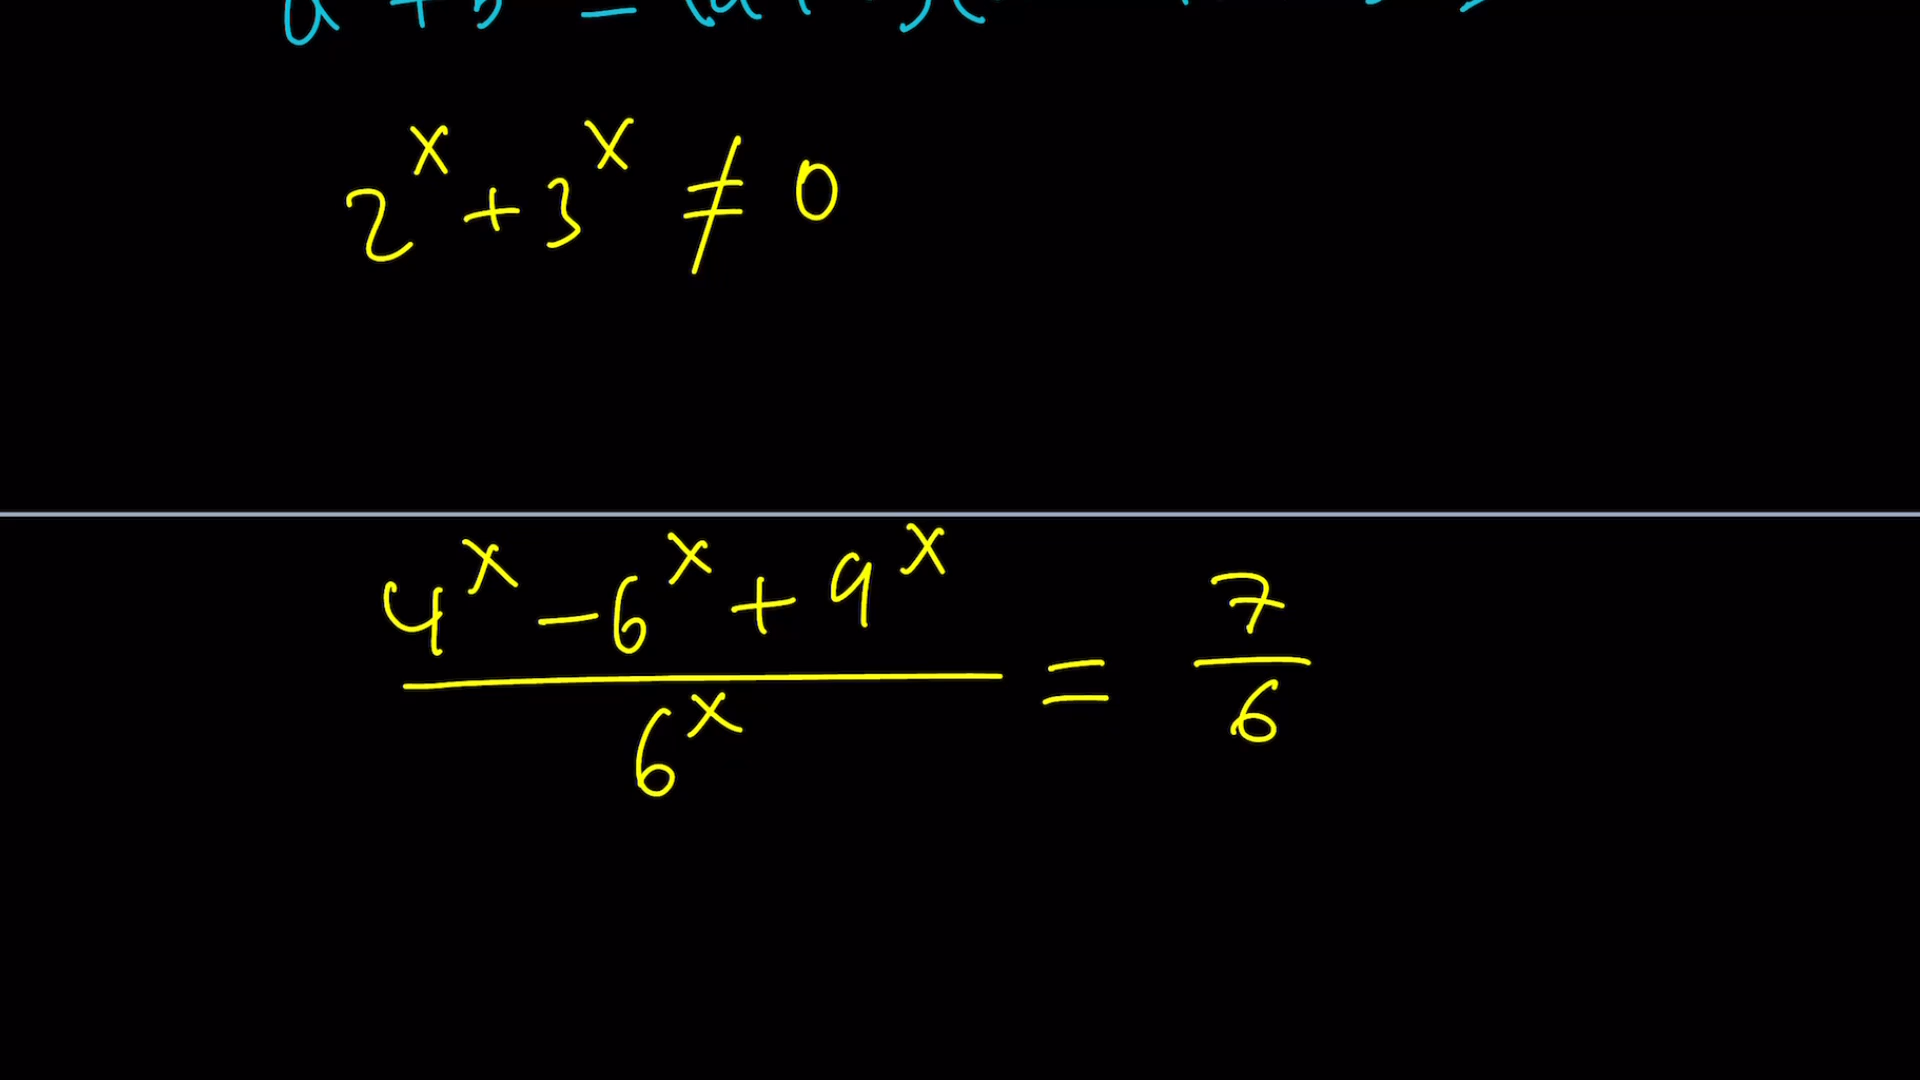 2^x + 3^x ≠ 0
(4^x - 6^x + 9^x) / 6^x = 7/6